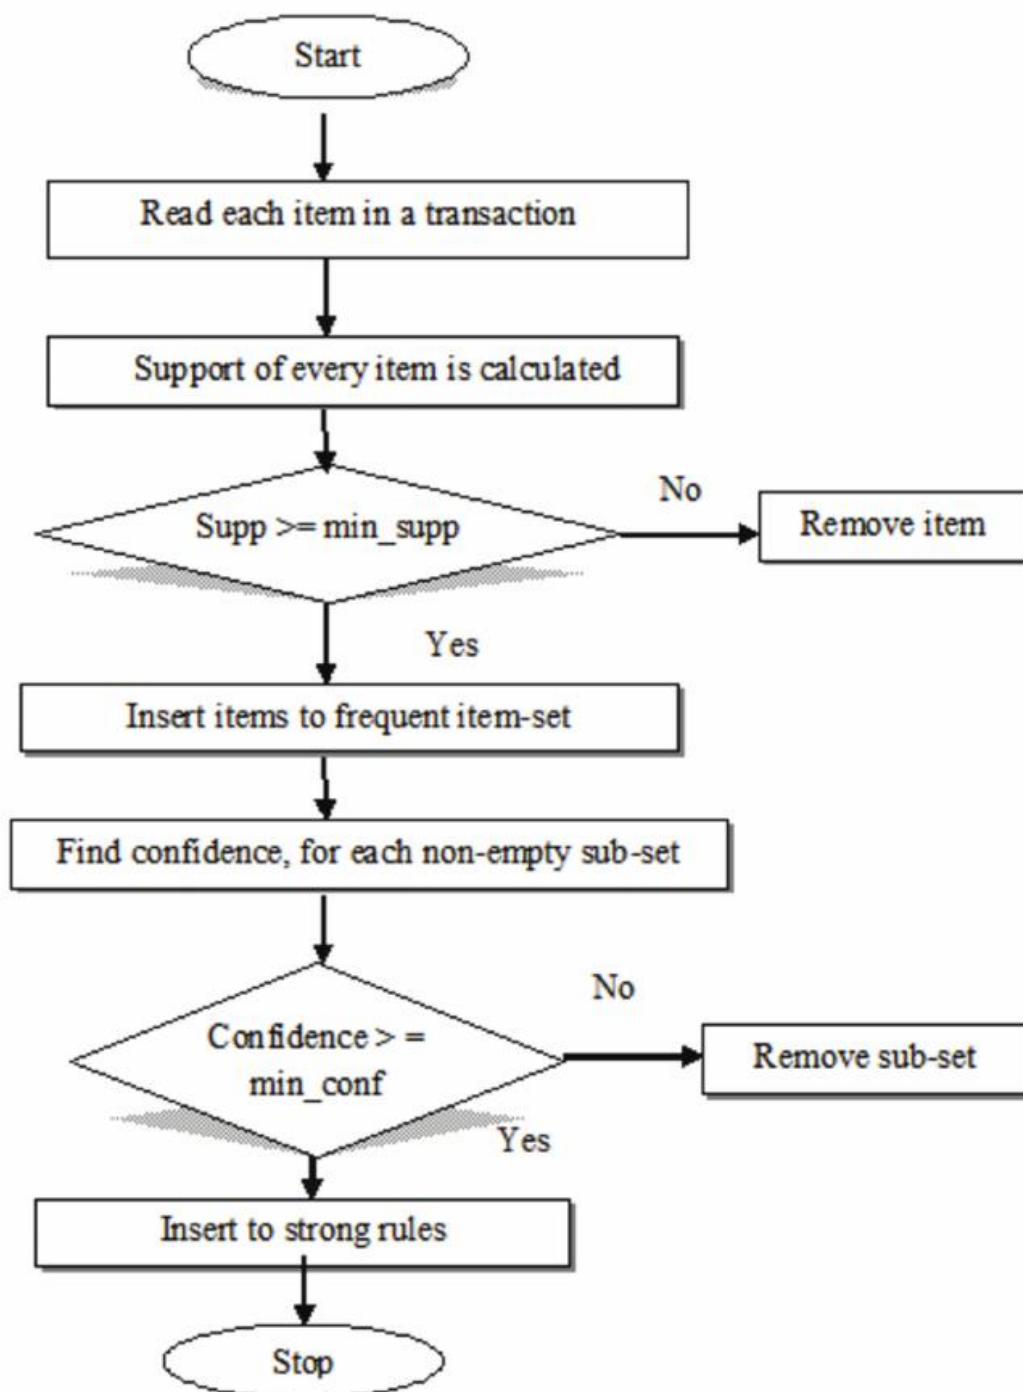 Start
Read each item in a transaction
Support of every item is calculated
Supp >= min_supp
No
Remove item
Yes
Insert items to frequent item-set
Find confidence, for each non-empty sub-set
No
Confidence > =
min_conf
Remove sub-set
Yes
Insert to strong rules
Stop